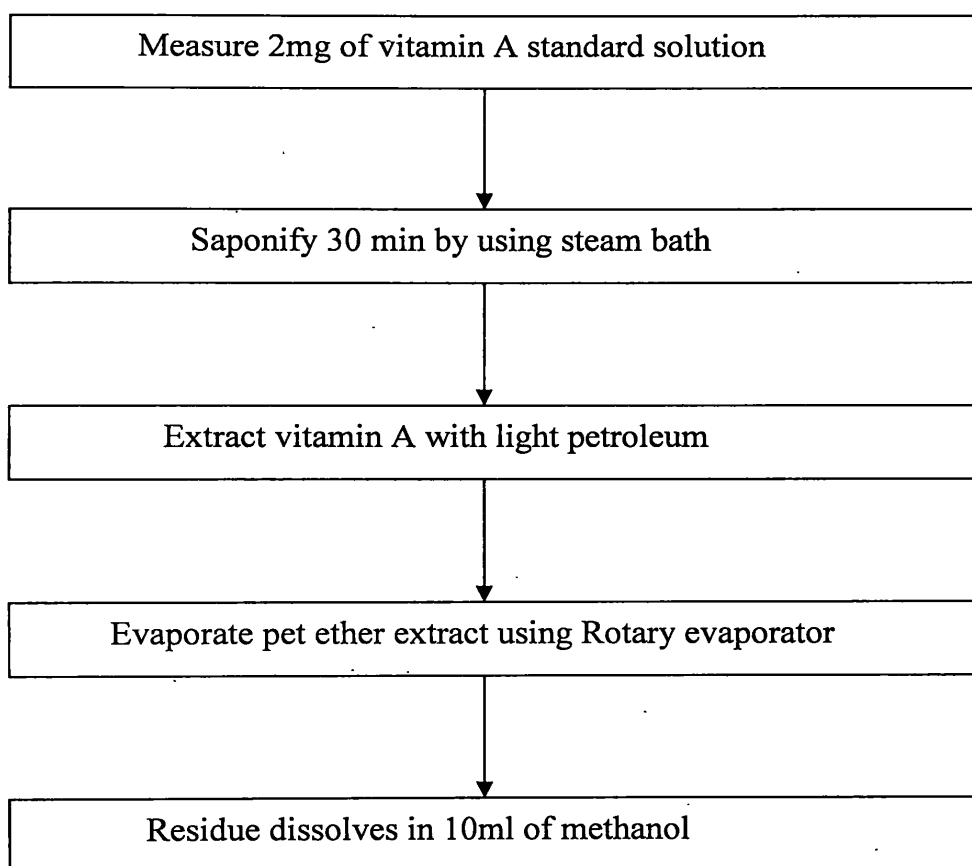 Measure 2mg of vitamin A standard solution
Saponify 30 min by using steam bath
Extract vitamin A with light petroleum
Evaporate pet ether extract using Rotary evaporator
Residue dissolves in 10ml of methanol